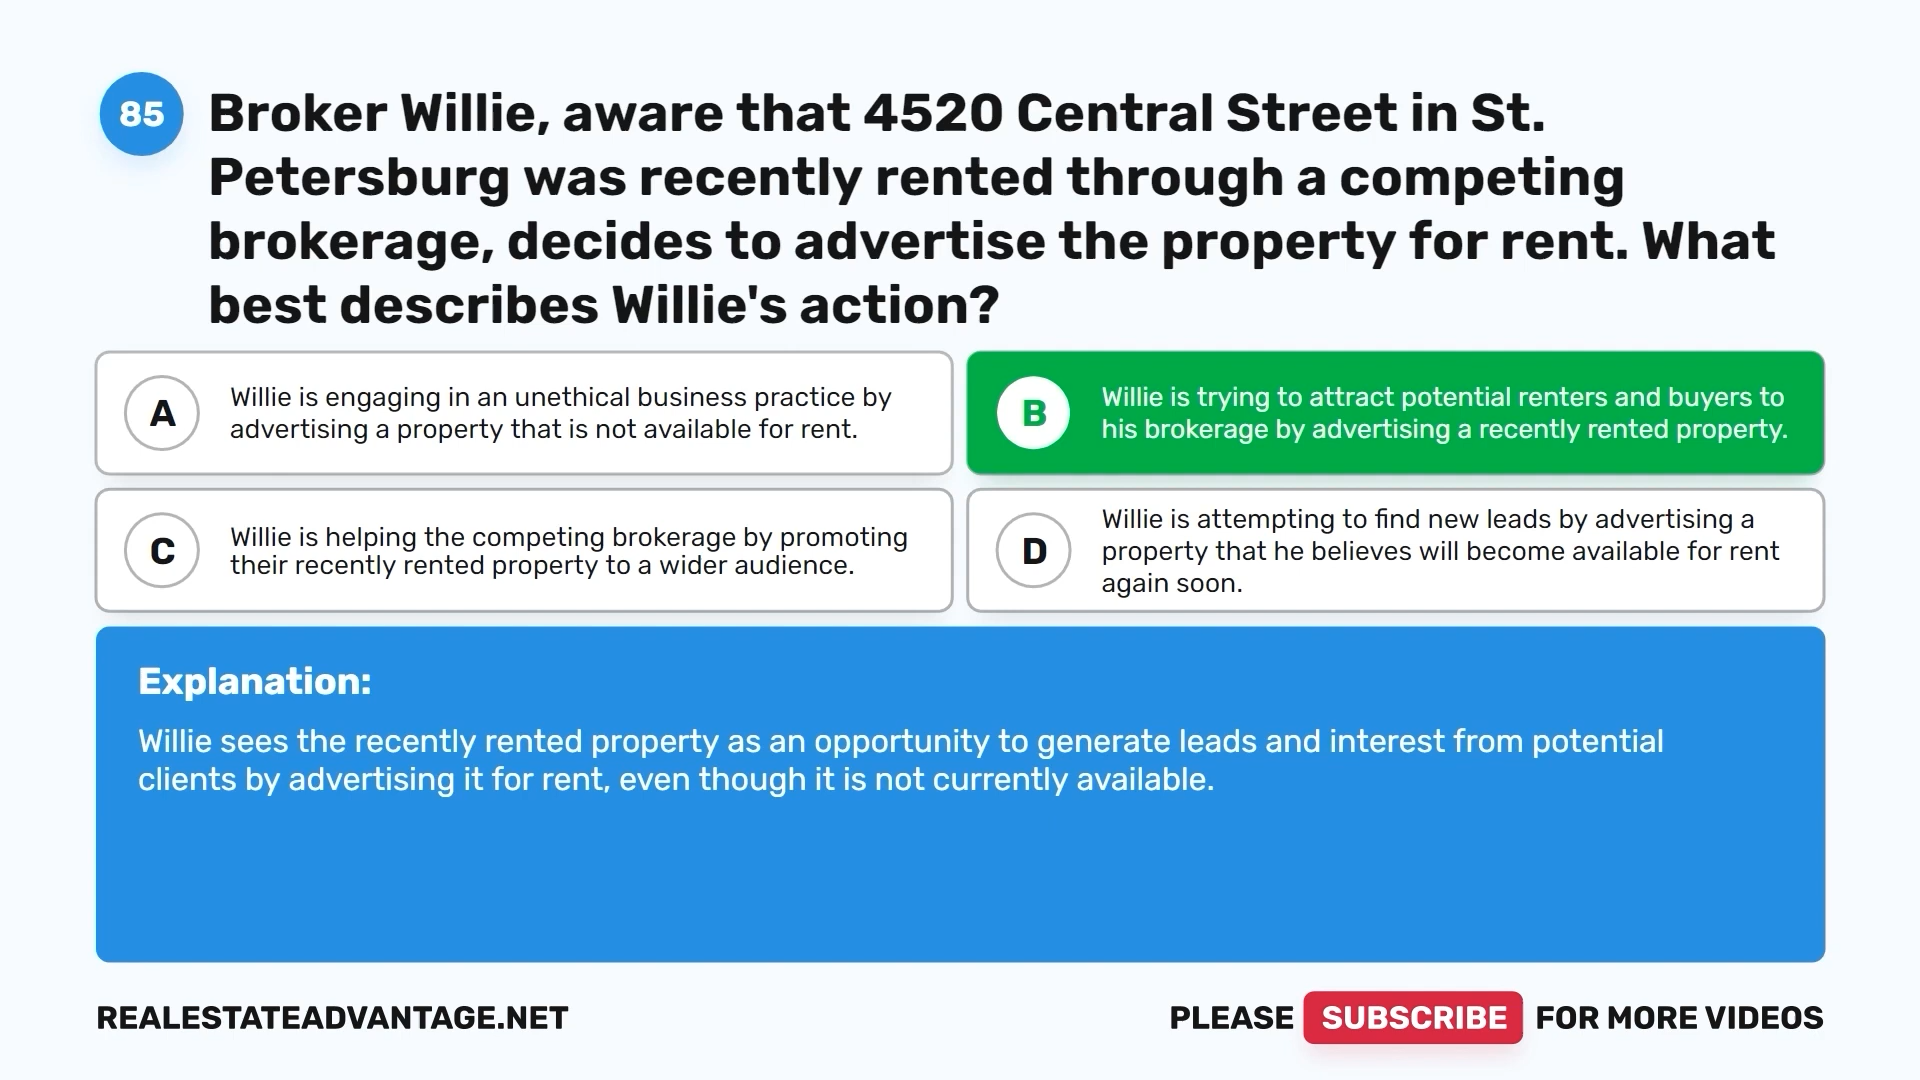 85
Broker Willie, aware that 4520 Central Street in St.
Petersburg was recently rented through a competing
brokerage, decides to advertise the property for rent. What
best describes Willie's action?
A
Willie is engaging in an unethical business practice by
advertising a property that is not available for rent.
B
Willie is trying to attract potential renters and buyers to
his brokerage by advertising a recently rented property.
C
Willie is helping the competing brokerage by promoting
their recently rented property to a wider audience.
D
Willie is attempting to find new leads by advertising a
property that he believes will become available for rent
again soon.
Explanation:
Willie sees the recently rented property as an opportunity to generate leads and interest from potential
clients by advertising it for rent, even though it is not currently available.
REALESTATEADVANTAGE.NET
PLEASE SUBSCRIBE FOR MORE VIDEOS